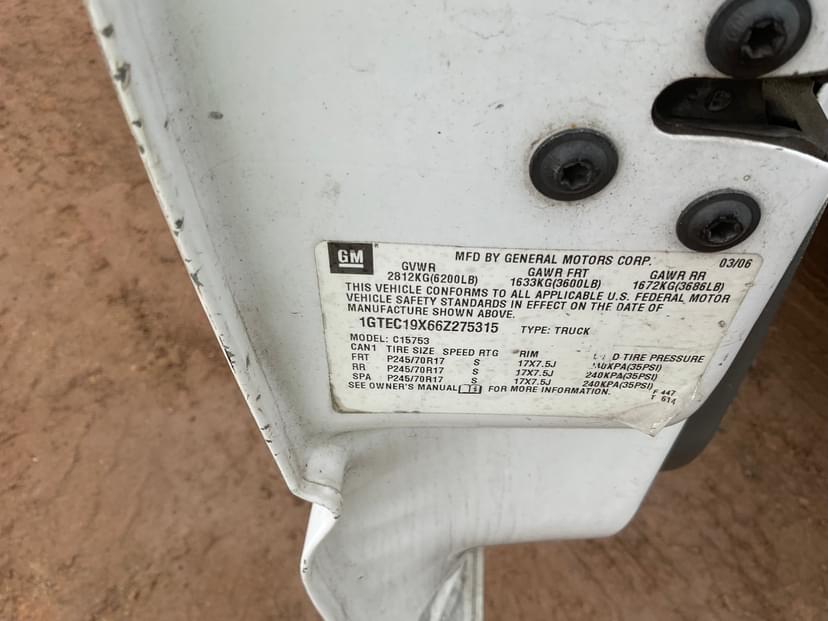 GM
MFD BY GENERAL MOTORS CORP. 03/06
GVWR GAWR FRT GAWR RR
2812KG(6200LB) 1633KG(3600LB) 1672KG(3686LB)
THIS VEHICLE CONFORMS TO ALL APPLICABLE U.S. FEDERAL MOTOR
VEHICLE SAFETY STANDARDS IN EFFECT ON THE DATE OF
MANUFACTURE SHOWN ABOVE.
1GTEC19X66Z275315 TYPE: TRUCK
MODEL: C15753
CAN1 TIRE SIZE SPEED RTG RIM TIRE PRESSURE
FRT P245/70R17 S 17X7.5J 240KPA(35PSI)
RR P245/70R17 S 17X7.5J 240KPA(35PSI)
SPA P245/70R17 S 17X7.5J 240KPA(35PSI)
SEE OWNER'S MANUAL FOR MORE INFORMATION.
F 447
T 614